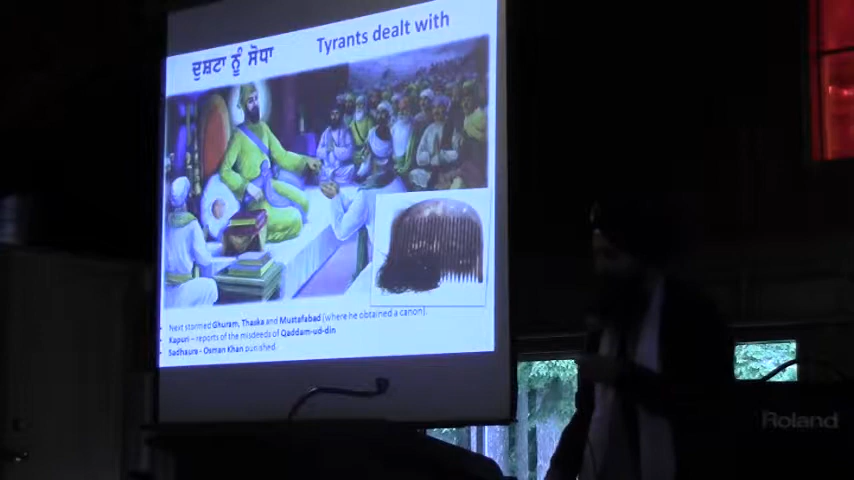 ਦੁਸ਼ਟਾ ਨੂੰ ਸੋਧਾ
Tyrants dealt with
Next stormed Ghuram, Thaska and Mustafabad (where he obtained a canon).
Kapuri – reports of the misdeeds of Qaddam-ud-din
Sadhaura - Osman Khan punished.
Roland